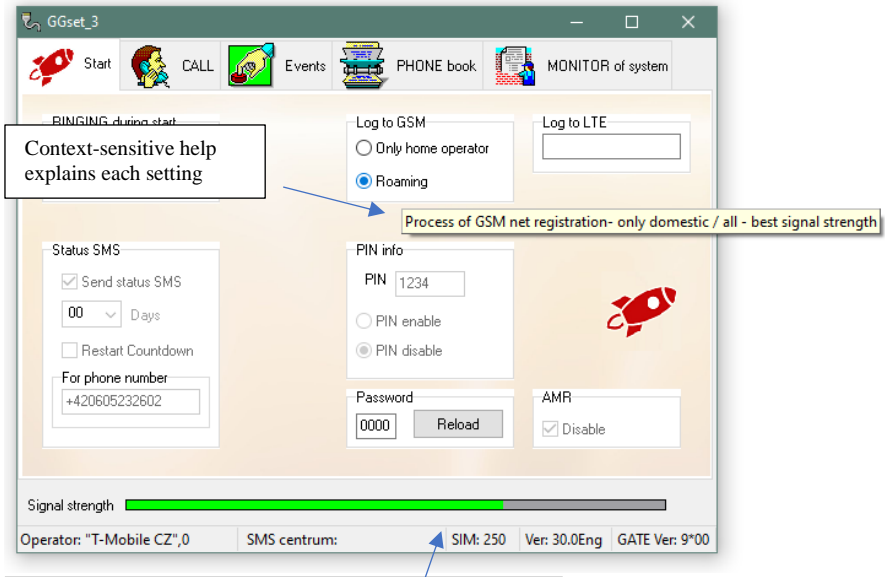 GGset_3
Start
CALL
Events
PHONE book
MONITOR of system
RINGING during start
Context-sensitive help
explains each setting
Log to GSM
Only home operator
Roaming
Log to LTE
Process of GSM net registration- only domestic / all - best signal strength
Status SMS
Send status SMS
00 Days
Restart Countdown
For phone number
+420605232602
PIN info
PIN 1234
PIN enable
PIN disable
Password
0000 Reload
AMR
Disable
Signal strength
Operator: "T-Mobile CZ",0 SMS centrum: SIM: 250 Ver: 30.0Eng GATE Ver: 9*00